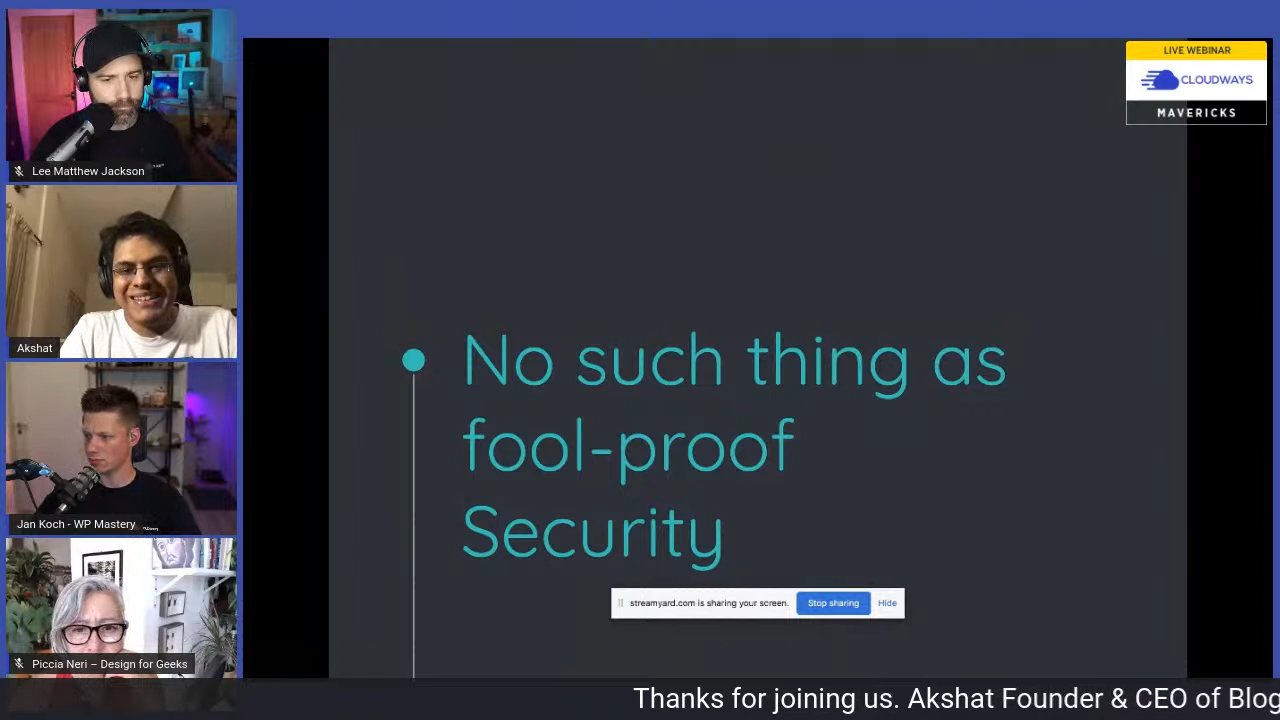 Lee Matthew Jackson
Akshat
Jan Koch - WP Mastery
Piccia Neri – Design for Geeks
LIVE WEBINAR
CLOUDWAYS
MAVERICKS
No such thing as
fool-proof
Security
streamyard.com is sharing your screen. Stop sharing Hide
Thanks for joining us. Akshat Founder & CEO of Blog